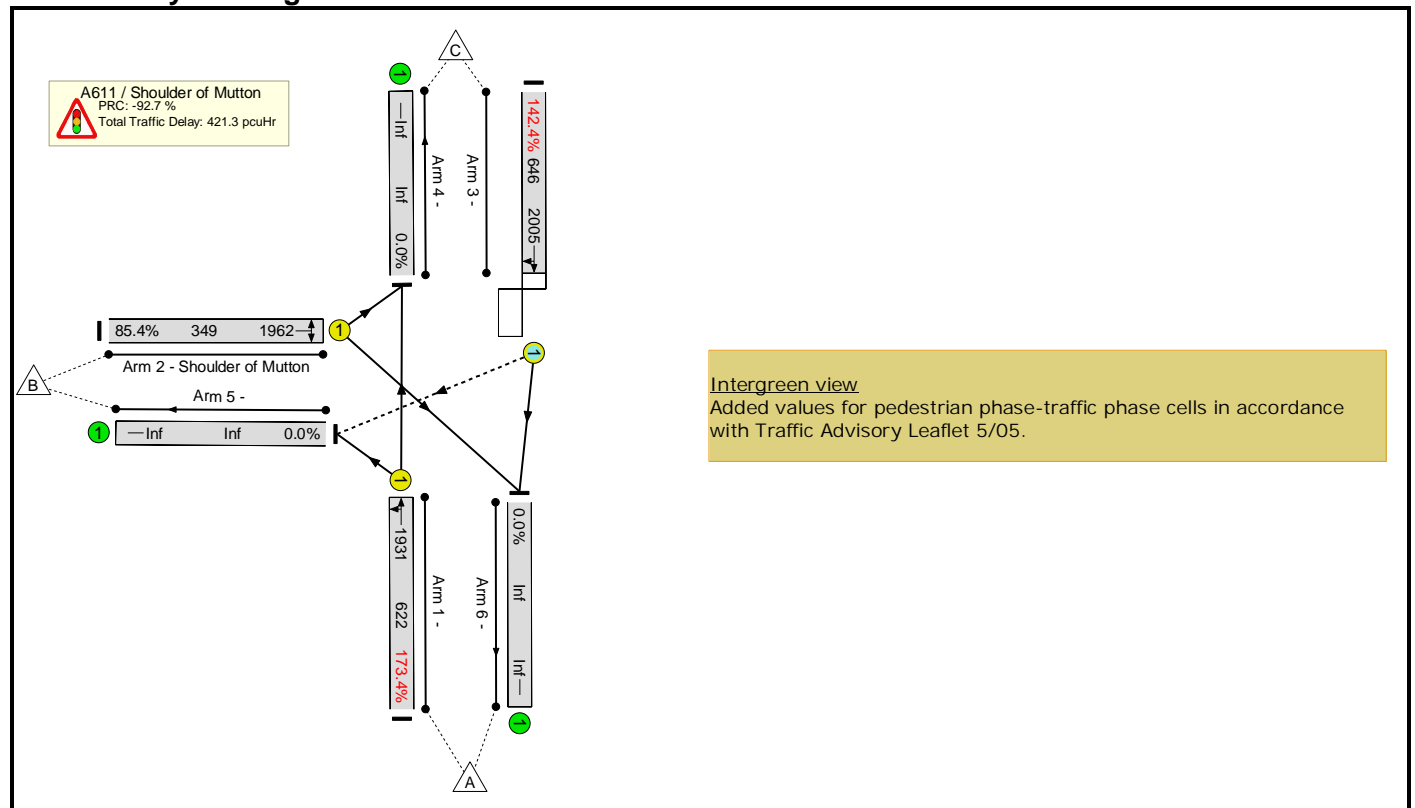 A611 / Shoulder of Mutton
PRC: -92.7 %
Total Traffic Delay: 421.3 pcuHr
C
1
Inf
Inf
0.0%
Arm 4 -
Arm 3 -
142.4%
646
2005
85.4% 349 1962
1
Arm 2 - Shoulder of Mutton
B
Arm 5 -
1
Inf Inf 0.0%
1
1
1931
622
173.4%
Arm 1 -
Arm 6 -
0.0%
Inf
Inf
1
A
Intergreen view
Added values for pedestrian phase-traffic phase cells in accordance
with Traffic Advisory Leaflet 5/05.